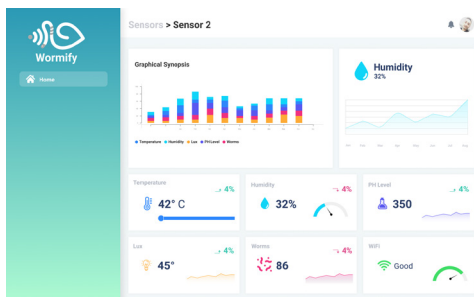 Wormify
Home
Sensors > Sensor 2
Graphical Synopsis
Temperature Humidity Lux PH Level Worms
Humidity
32%
Temperature
4%
42° C
Humidity
4%
32%
PH Level
4%
350
Lux
4%
45°
Worms
4%
86
WiFi
Good